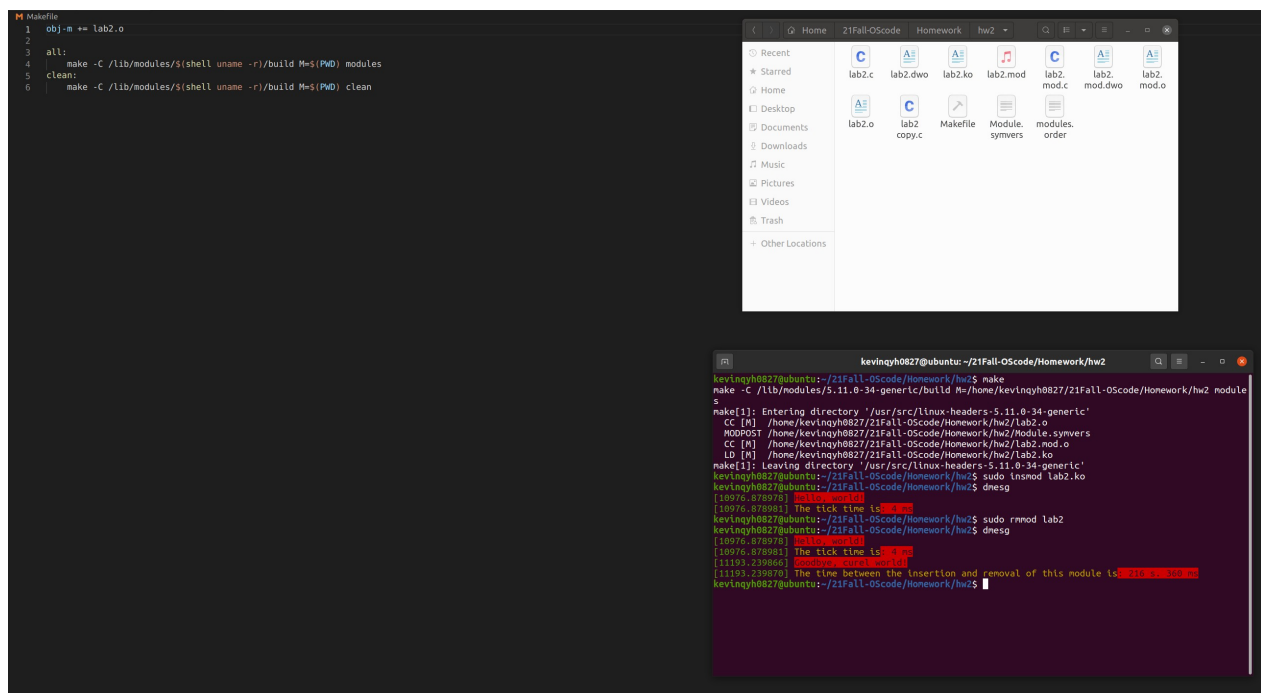 Makefile
1 obj-m += lab2.o
2
3 all:
4 make -C /lib/modules/$(shell uname -r)/build M=$(PWD) modules
5 clean:
6 make -C /lib/modules/$(shell uname -r)/build M=$(PWD) clean
Home 21Fall-OScode Homework hw2
Recent
Starred
Home
Desktop
Documents
Downloads
Music
Pictures
Videos
Trash
+ Other Locations
lab2.c lab2.dwo lab2.ko lab2.mod lab2. lab2. lab2.
mod.c mod.dwo mod.o
lab2.o lab2 Makefile Module. modules.
copy.c symvers order
kevinqyh0827@ubuntu: ~/21Fall-OScode/Homework/hw2
kevinqyh0827@ubuntu:~/21Fall-OScode/Homework/hw2$ make
make -C /lib/modules/5.11.0-34-generic/build M=/home/kevinqyh0827/21Fall-OScode/Homework/hw2 module
s
make[1]: Entering directory '/usr/src/linux-headers-5.11.0-34-generic'
CC [M] /home/kevinqyh0827/21Fall-OScode/Homework/hw2/lab2.o
MODPOST /home/kevinqyh0827/21Fall-OScode/Homework/hw2/Module.symvers
CC [M] /home/kevinqyh0827/21Fall-OScode/Homework/hw2/lab2.mod.o
LD [M] /home/kevinqyh0827/21Fall-OScode/Homework/hw2/lab2.ko
make[1]: Leaving directory '/usr/src/linux-headers-5.11.0-34-generic'
kevinqyh0827@ubuntu:~/21Fall-OScode/Homework/hw2$ sudo insmod lab2.ko
kevinqyh0827@ubuntu:~/21Fall-OScode/Homework/hw2$ dmesg
[10976.878978] Hello, world!
[10976.878981] The tick time is: 4 ms
kevinqyh0827@ubuntu:~/21Fall-OScode/Homework/hw2$ sudo rmmod lab2
kevinqyh0827@ubuntu:~/21Fall-OScode/Homework/hw2$ dmesg
[10976.878978] Hello, world!
[10976.878981] The tick time is: 4 ms
[11193.239866] Goodbye, curel world!
[11193.239870] The time between the insertion and removal of this module is: 216 s, 360 ms
kevinqyh0827@ubuntu:~/21Fall-OScode/Homework/hw2$